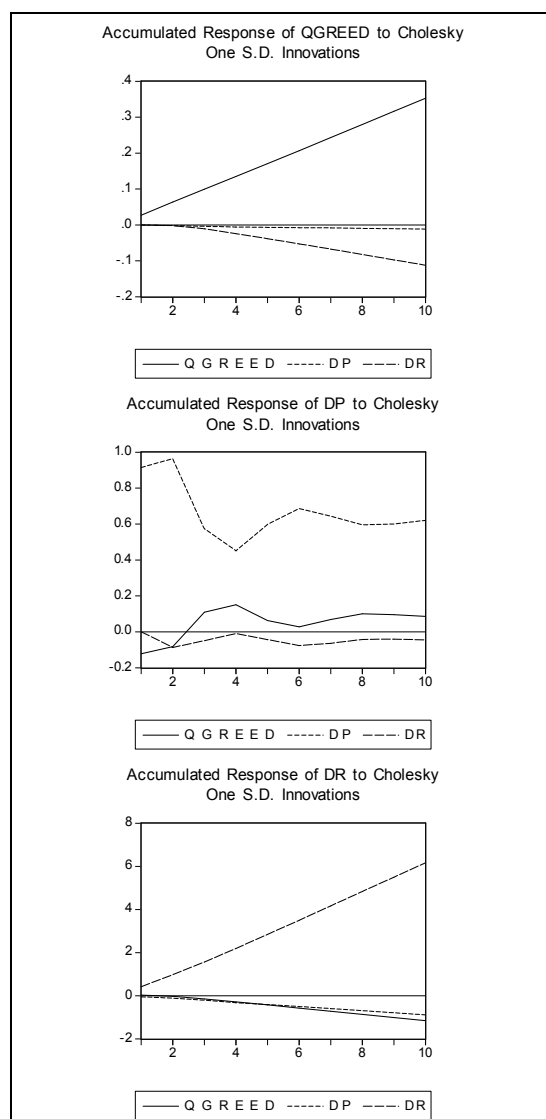 Accumulated Response of QGREED to Cholesky
One S.D. Innovations
.4
.3
.2
.1
.0
-.1
-.2
2 4 6 8 10
QGREED DP DR
Accumulated Response of DP to Cholesky
One S.D. Innovations
1.0
0.8
0.6
0.4
0.2
0.0
-0.2
2 4 6 8 10
QGREED DP DR
Accumulated Response of DR to Cholesky
One S.D. Innovations
8
6
4
2
0
-2
2 4 6 8 10
QGREED DP DR